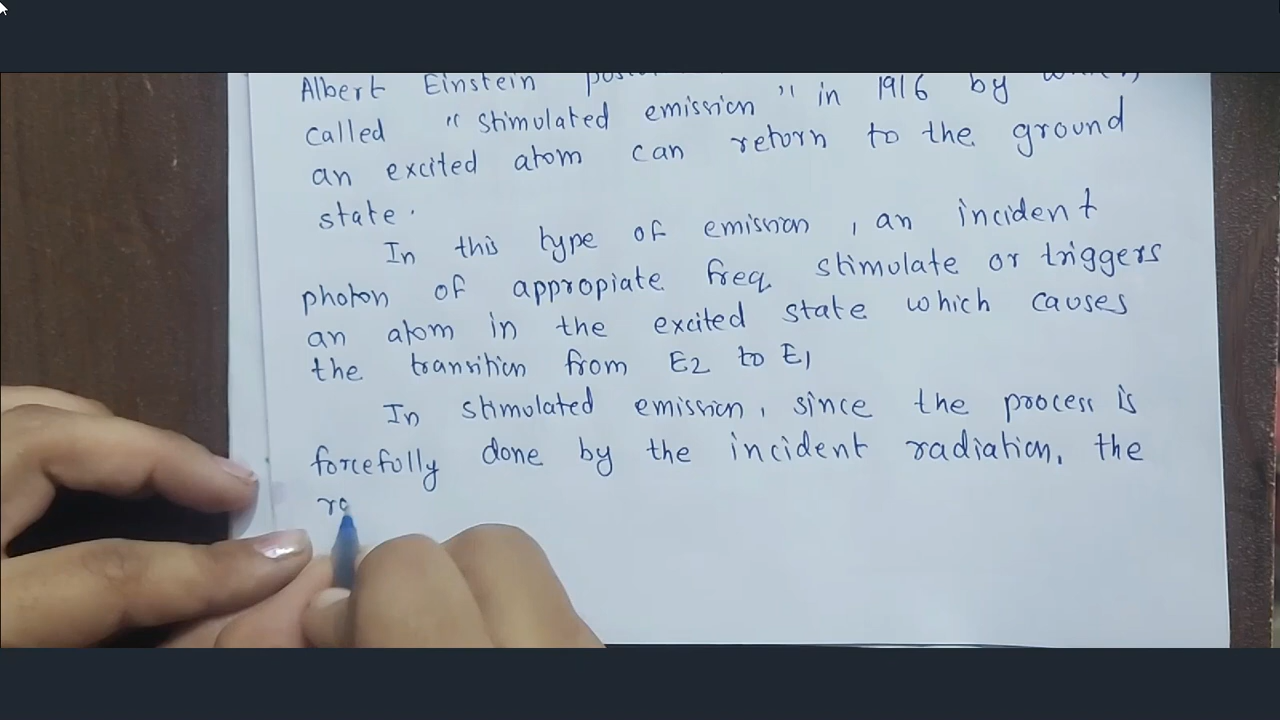 Albert Einstein
called "stimulated emission" in 1916 by
an excited atom can return to the ground
state.
In this type of emission, an incident
photon of appropiate freq stimulate or triggers
an atom in the excited state which causes
the transition from E2 to E1
In stimulated emission, since the process is
forcefully done by the incident radiation, the